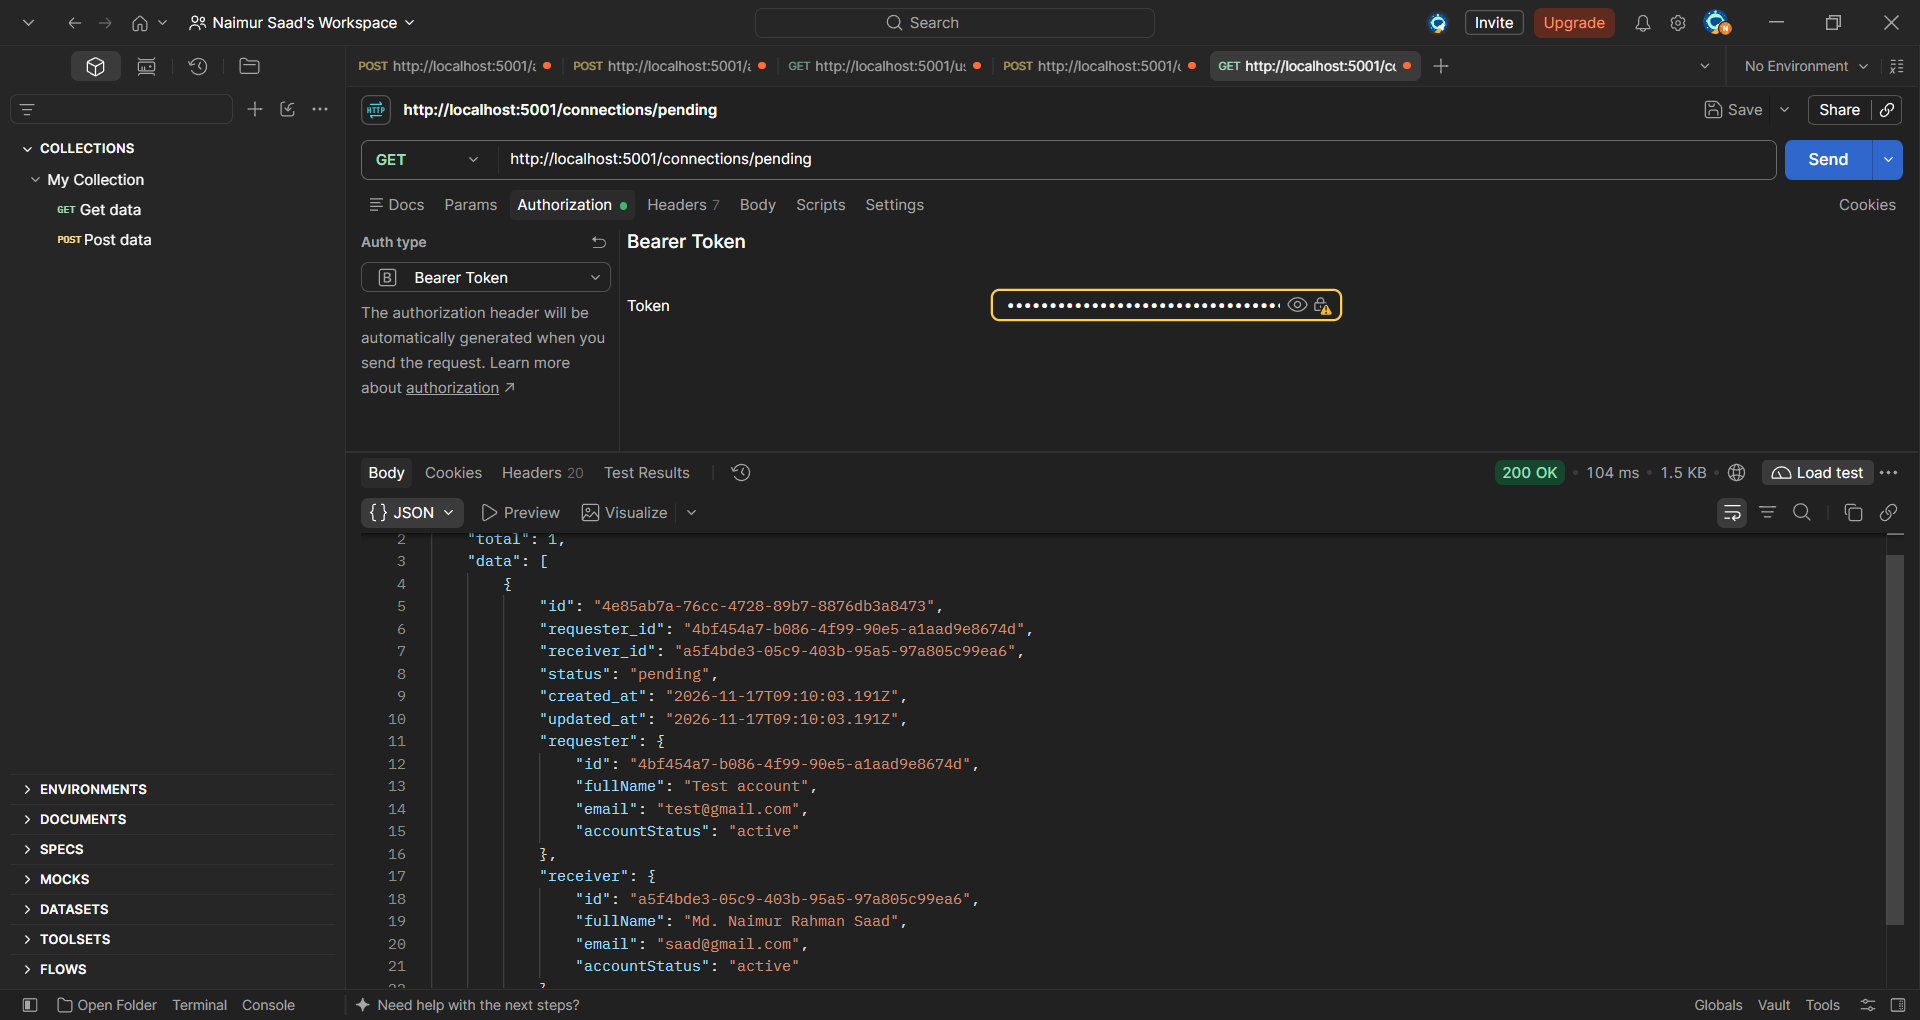 Naimur Saad's Workspace
Search
Invite
Upgrade
POST http://localhost:5001/
POST http://localhost:5001/
GET http://localhost:5001/u
POST http://localhost:5001/
GET http://localhost:5001/c
No Environment
HTTP
http://localhost:5001/connections/pending
Save
Share
COLLECTIONS
My Collection
GET Get data
POST Post data
GET
http://localhost:5001/connections/pending
Send
Docs
Params
Authorization
Headers 7
Body
Scripts
Settings
Cookies
Auth type
B Bearer Token
The authorization header will be
automatically generated when you
send the request. Learn more
about authorization ↗
Bearer Token
Token
Body
Cookies
Headers 20
Test Results
200 OK
104 ms
1.5 KB
Load test
{} JSON
Preview
Visualize
2 "total": 1,
3 "data": [
4 {
5 "id": "4e85ab7a-76cc-4728-89b7-8876db3a8473",
6 "requester_id": "4bf454a7-b086-4f99-90e5-a1aad9e8674d",
7 "receiver_id": "a5f4bde3-05c9-403b-95a5-97a805c99ea6",
8 "status": "pending",
9 "created_at": "2026-11-17T09:10:03.191Z",
10 "updated_at": "2026-11-17T09:10:03.191Z",
11 "requester": {
12 "id": "4bf454a7-b086-4f99-90e5-a1aad9e8674d",
13 "fullName": "Test account",
14 "email": "test@gmail.com",
15 "accountStatus": "active"
16 },
17 "receiver": {
18 "id": "a5f4bde3-05c9-403b-95a5-97a805c99ea6",
19 "fullName": "Md. Naimur Rahman Saad",
20 "email": "saad@gmail.com",
21 "accountStatus": "active"
ENVIRONMENTS
DOCUMENTS
SPECS
MOCKS
DATASETS
TOOLSETS
FLOWS
Open Folder
Terminal
Console
Need help with the next steps?
Globals
Vault
Tools